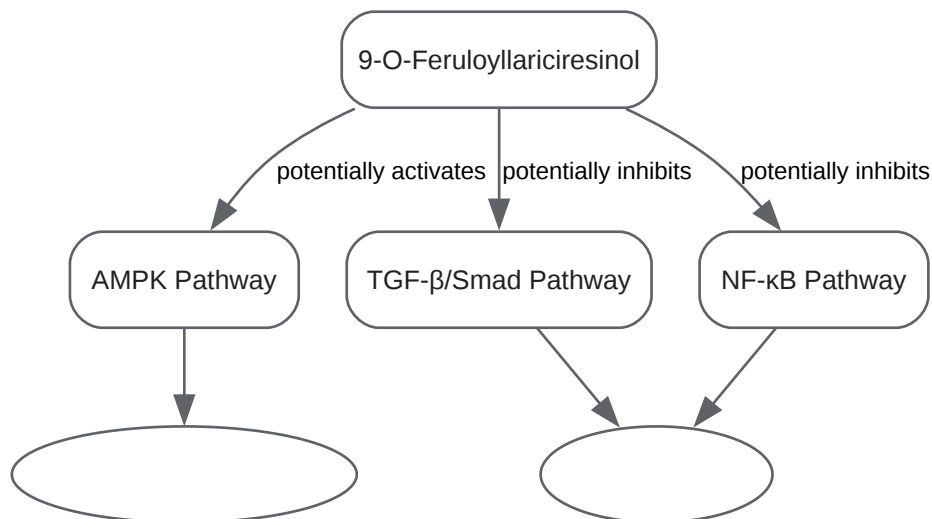 9-O-Feruloyllariciresinol
potentially activates
potentially inhibits
potentially inhibits
AMPK Pathway
TGF-β/Smad Pathway
NF-κB Pathway